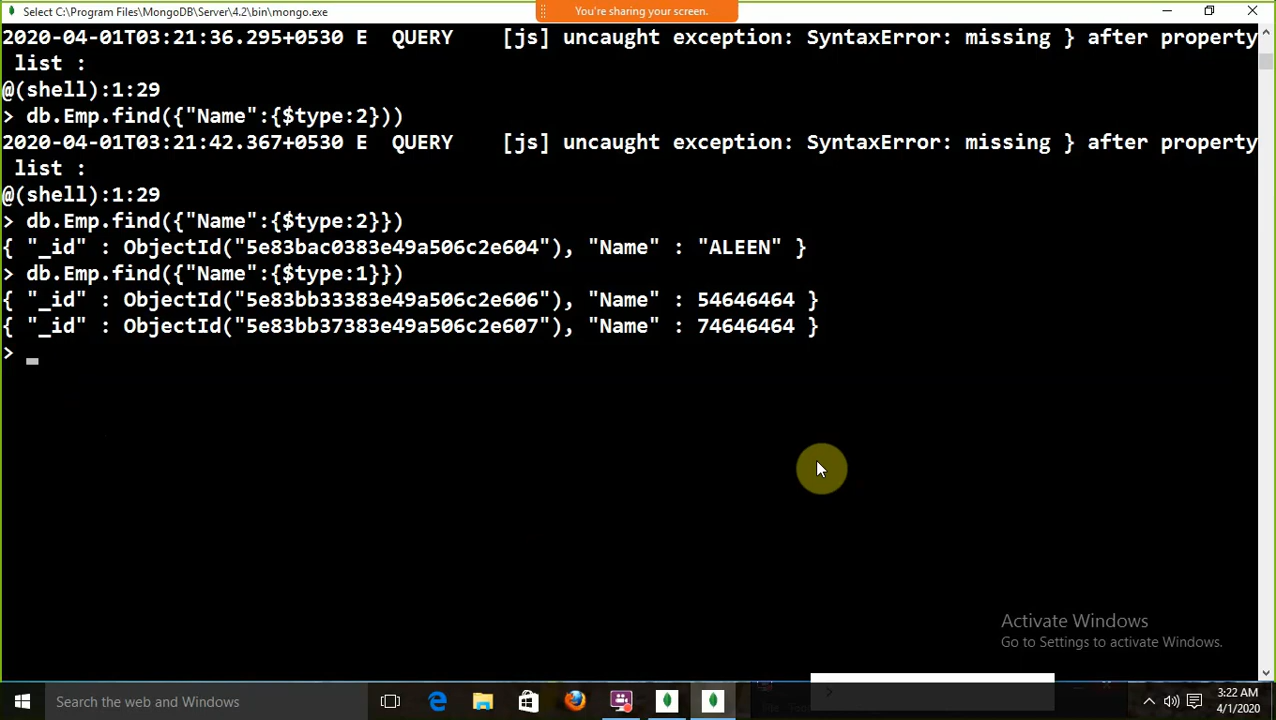 Select C:\Program Files\MongoDB\Server\4.2\bin\mongo.exe
You're sharing your screen.
2020-04-01T03:21:36.295+0530 E  QUERY    [js] uncaught exception: SyntaxError: missing } after property
 list :
@(shell):1:29
> db.Emp.find({"Name":{$type:2}))
2020-04-01T03:21:42.367+0530 E  QUERY    [js] uncaught exception: SyntaxError: missing } after property
 list :
@(shell):1:29
> db.Emp.find({"Name":{$type:2}})
{ "_id" : ObjectId("5e83bac0383e49a506c2e604"), "Name" : "ALEEN" }
> db.Emp.find({"Name":{$type:1}})
{ "_id" : ObjectId("5e83bb33383e49a506c2e606"), "Name" : 54646464 }
{ "_id" : ObjectId("5e83bb37383e49a506c2e607"), "Name" : 74646464 }
>
Activate Windows
Go to Settings to activate Windows.
Search the web and Windows
3:22 AM
4/1/2020